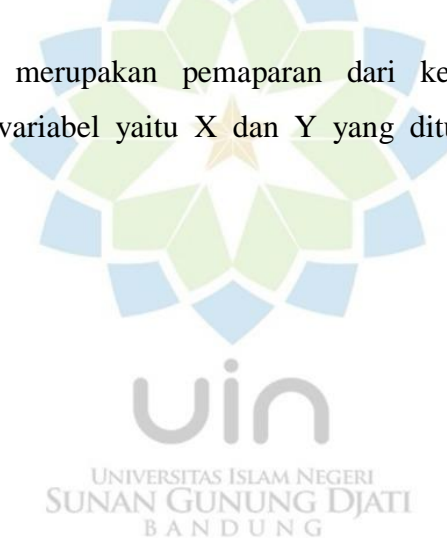 merupakan pemaparan dari ke
variabel yaitu X dan Y yang ditu
uin
UNIVERSITAS ISLAM NEGERI
SUNAN GUNUNG DJATI
BANDUNG